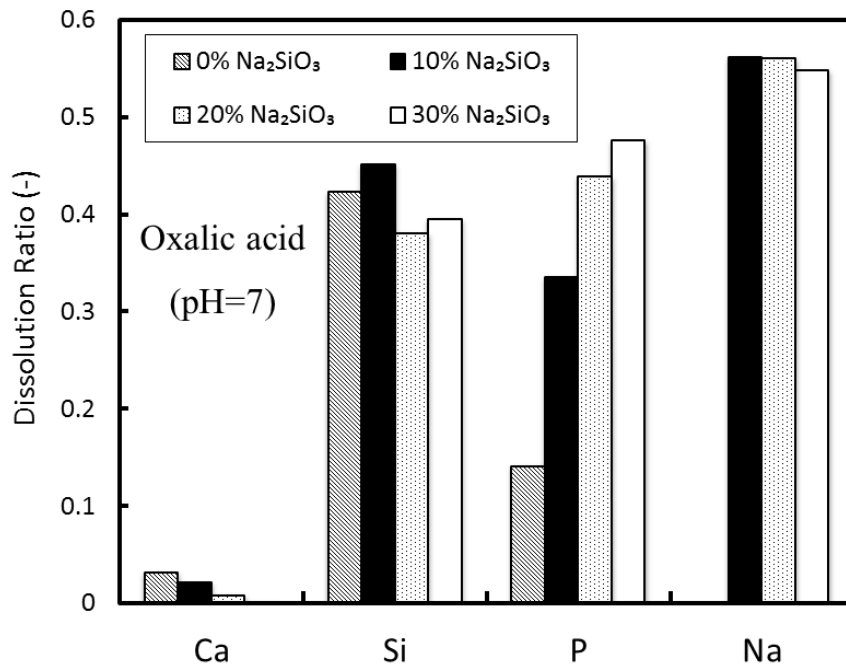 0.6
0.5
0.4
0.3
0.2
0.1
0
Dissolution Ratio (-)
0% Na₂SiO₃ 10% Na₂SiO₃
20% Na₂SiO₃ 30% Na₂SiO₃
Oxalic acid
(pH=7)
Ca Si P Na